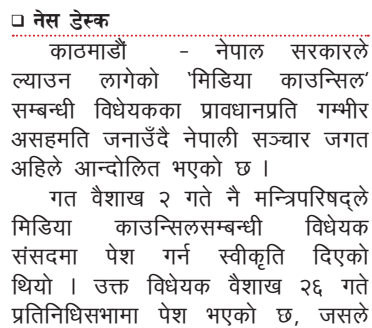 ❑ नेस डेस्क
काठमाडौं - नेपाल सरकारले
ल्याउन लागेको 'मिडिया काउन्सिल'
सम्बन्धी विधेयकका प्रावधानप्रति गम्भीर
असहमति जनाउँदै नेपाली सञ्चार जगत
अहिले आन्दोलित भएको छ ।
गत वैशाख २ गते नै मन्त्रिपरिषद्ले
मिडिया काउन्सिलसम्बन्धी विधेयक
संसदमा पेश गर्न स्वीकृति दिएको
थियो । उक्त विधेयक वैशाख २६ गते
प्रतिनिधिसभामा पेश भएको छ, जसले